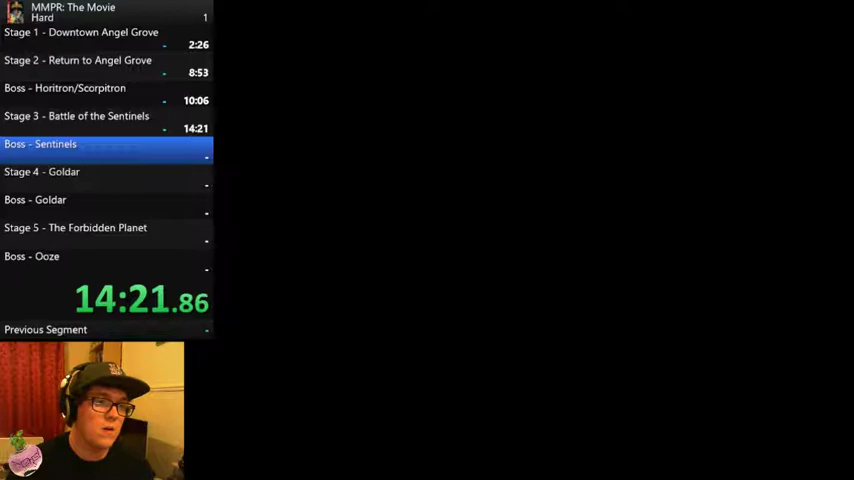 MMPR: The Movie
Hard 1
Stage 1 - Downtown Angel Grove
- 2:26
Stage 2 - Return to Angel Grove
- 8:53
Boss - Horitron/Scorpitron
- 10:06
Stage 3 - Battle of the Sentinels
- 14:21
Boss - Sentinels
-
Stage 4 - Goldar
-
Boss - Goldar
-
Stage 5 - The Forbidden Planet
-
Boss - Ooze
-
14:21.86
Previous Segment -